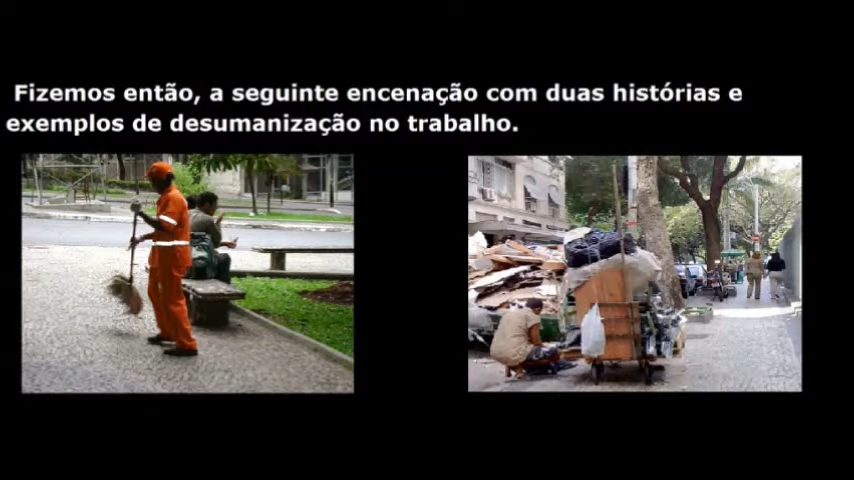 Fizemos então, a seguinte encenação com duas histórias e
exemplos de desumanização no trabalho.